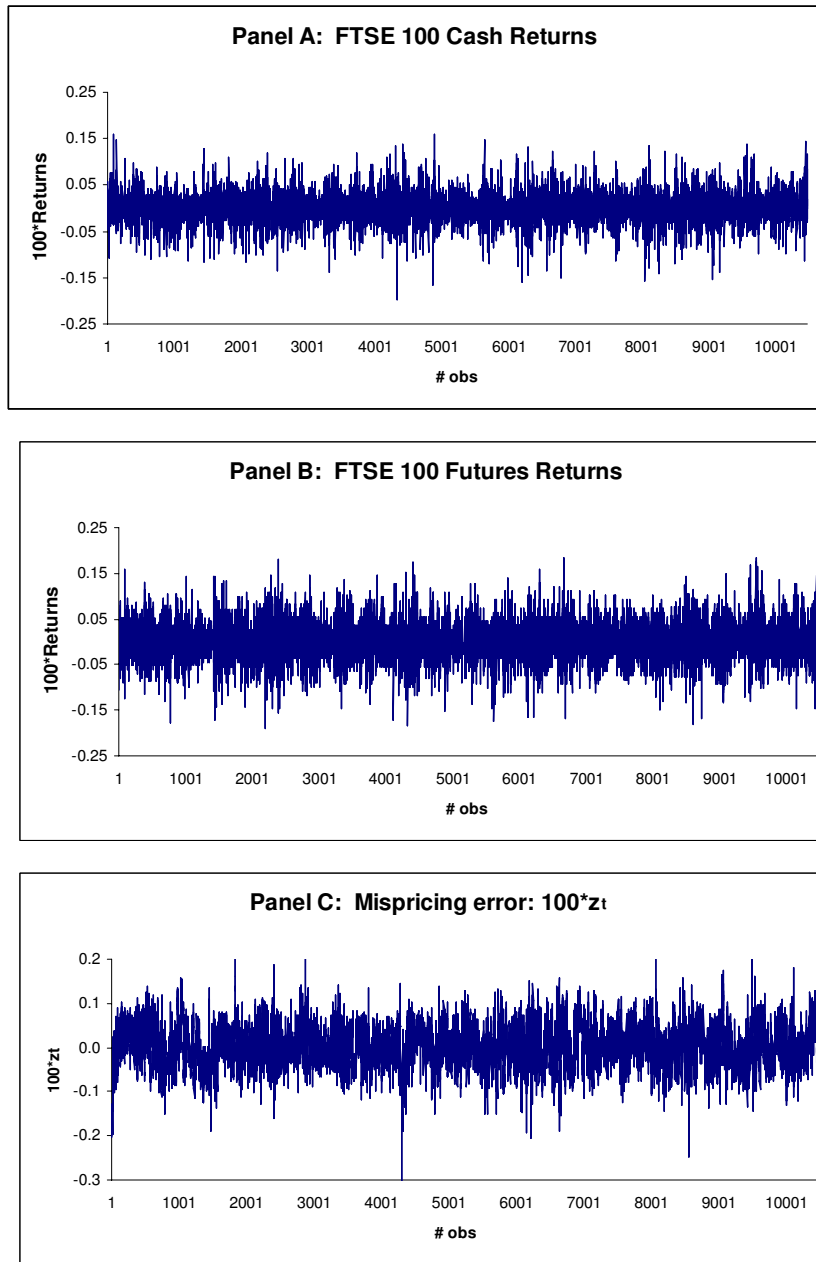 Panel A: FTSE 100 Cash Returns
0.25
0.15
0.05
-0.05
-0.15
-0.25
100*Returns
1 1001 2001 3001 4001 5001 6001 7001 8001 9001 10001
# obs
Panel B: FTSE 100 Futures Returns
0.25
0.15
0.05
-0.05
-0.15
-0.25
100*Returns
1 1001 2001 3001 4001 5001 6001 7001 8001 9001 10001
# obs
Panel C: Mispricing error: 100*zt
0.2
0.1
0.0
-0.1
-0.2
-0.3
100*zt
1 1001 2001 3001 4001 5001 6001 7001 8001 9001 10001
# obs